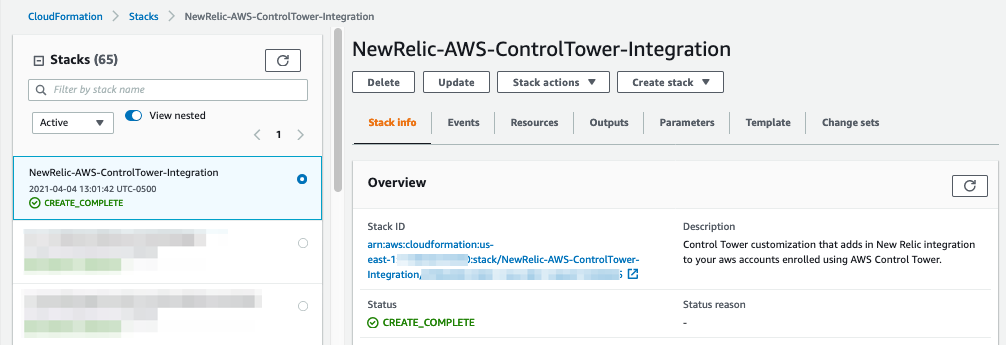 CloudFormation > Stacks > NewRelic-AWS-ControlTower-Integration
Stacks (65)
Filter by stack name
Active
View nested
< 1 >
NewRelic-AWS-ControlTower-Integration
2021-04-04 13:01:42 UTC-0500
CREATE_COMPLETE
NewRelic-AWS-ControlTower-Integration
Delete Update Stack actions Create stack
Stack info Events Resources Outputs Parameters Template Change sets
Overview
Stack ID
arn:aws:cloudformation:us-
east-1 :stack/NewRelic-AWS-ControlTower-
Integration/
Description
Control Tower customization that adds in New Relic integration
to your aws accounts enrolled using AWS Control Tower.
Status
CREATE_COMPLETE
Status reason
-